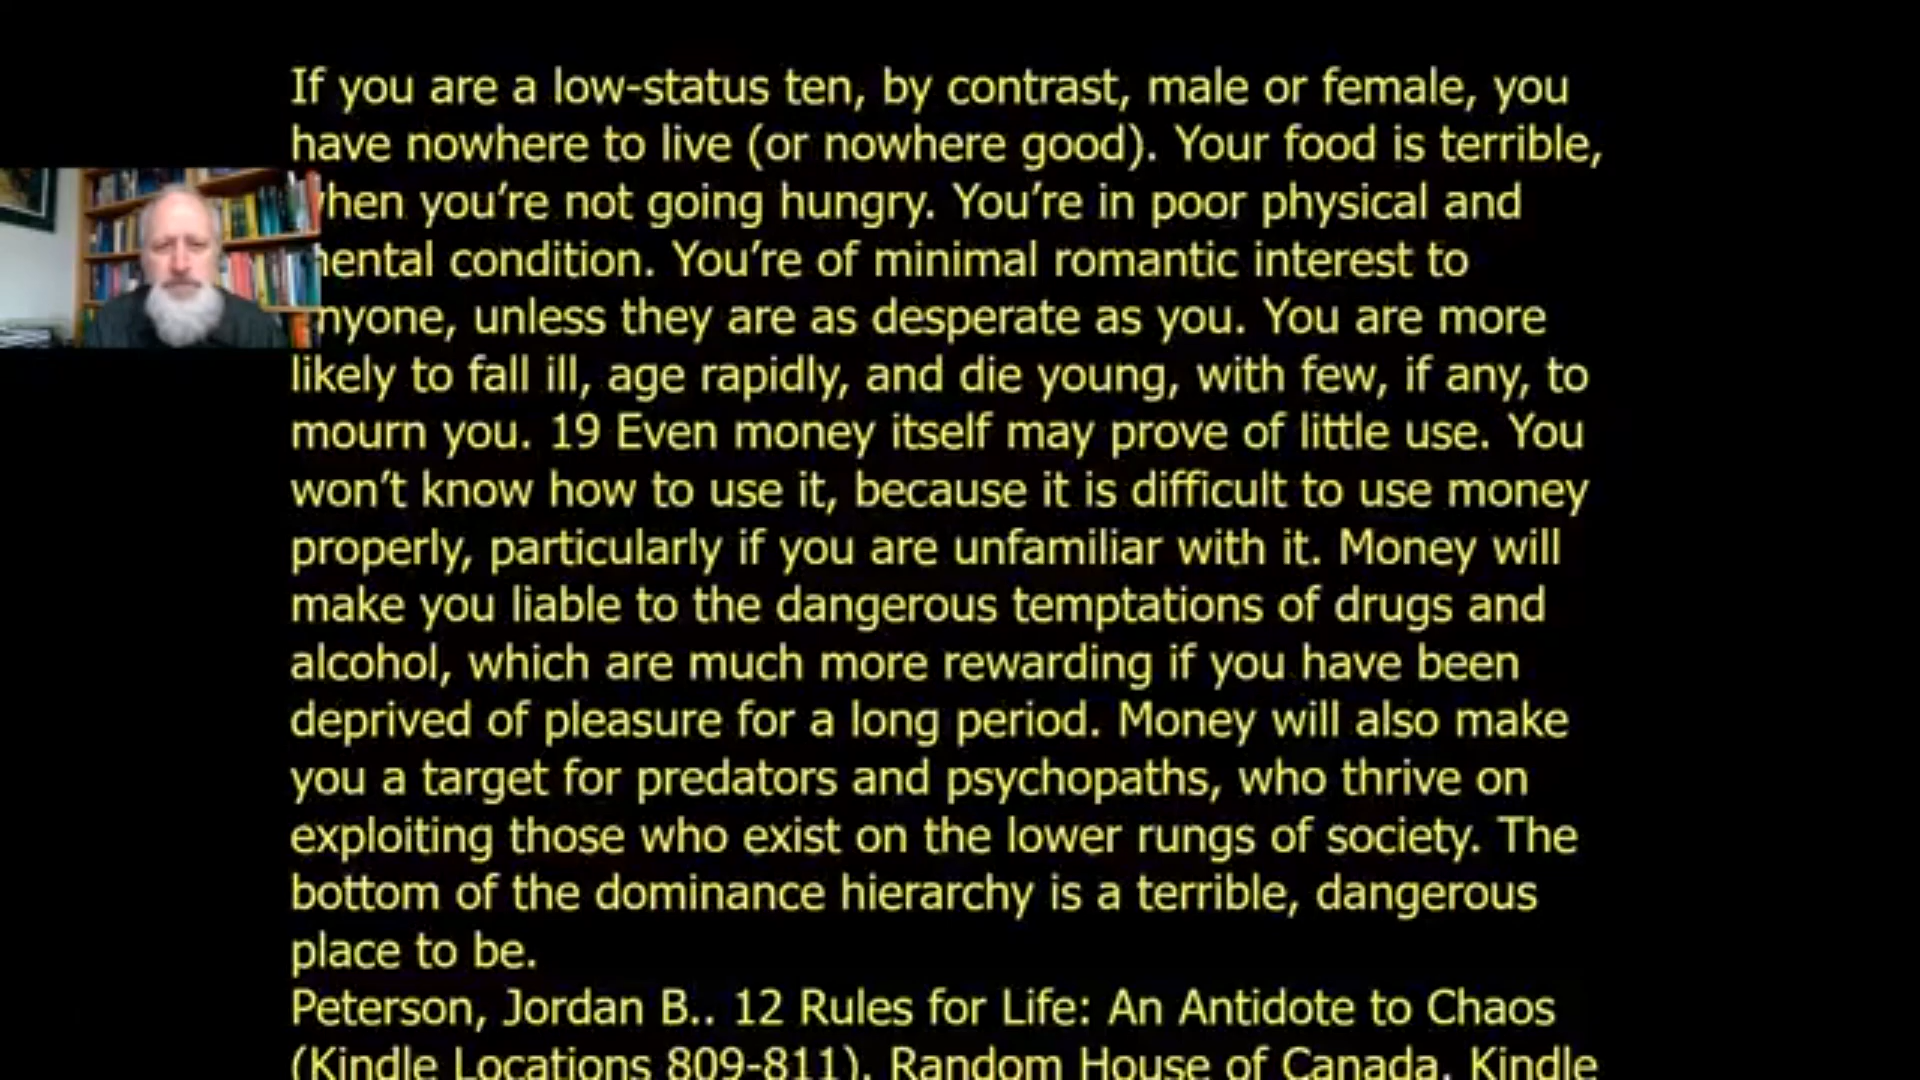 If you are a low-status ten, by contrast, male or female, you
have nowhere to live (or nowhere good). Your food is terrible,
hen you’re not going hungry. You’re in poor physical and
ental condition. You’re of minimal romantic interest to
nyone, unless they are as desperate as you. You are more
likely to fall ill, age rapidly, and die young, with few, if any, to
mourn you. 19 Even money itself may prove of little use. You
won’t know how to use it, because it is difficult to use money
properly, particularly if you are unfamiliar with it. Money will
make you liable to the dangerous temptations of drugs and
alcohol, which are much more rewarding if you have been
deprived of pleasure for a long period. Money will also make
you a target for predators and psychopaths, who thrive on
exploiting those who exist on the lower rungs of society. The
bottom of the dominance hierarchy is a terrible, dangerous
place to be.
Peterson, Jordan B.. 12 Rules for Life: An Antidote to Chaos
(Kindle Locations 809-811). Random House of Canada. Kindle